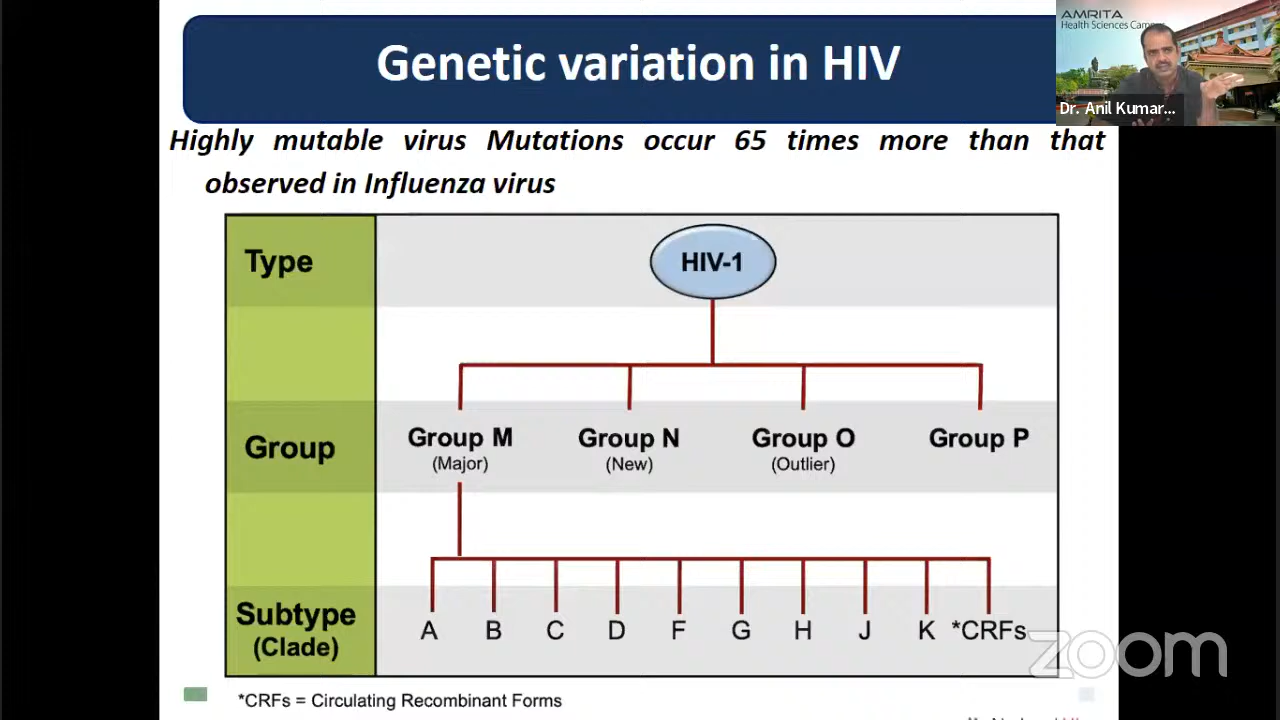 Genetic variation in HIV
AMRITA
Health Sciences Campus
Dr. Anil Kumar...
Highly mutable virus Mutations occur 65 times more than that
observed in Influenza virus
Type
HIV-1
Group
Group M
(Major)
Group N
(New)
Group O
(Outlier)
Group P
Subtype
(Clade)
A B C D F G H J K *CRFs
zoom
*CRFs = Circulating Recombinant Forms